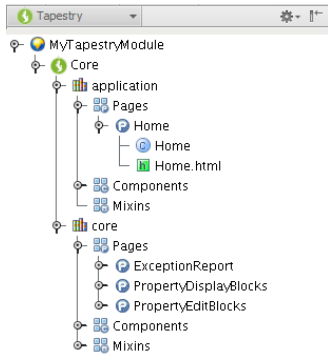 Tapestry
MyTapestryModule
Core
application
Pages
Home
Home
Home.html
Components
Mixins
core
Pages
ExceptionReport
PropertyDisplayBlocks
PropertyEditBlocks
Components
Mixins